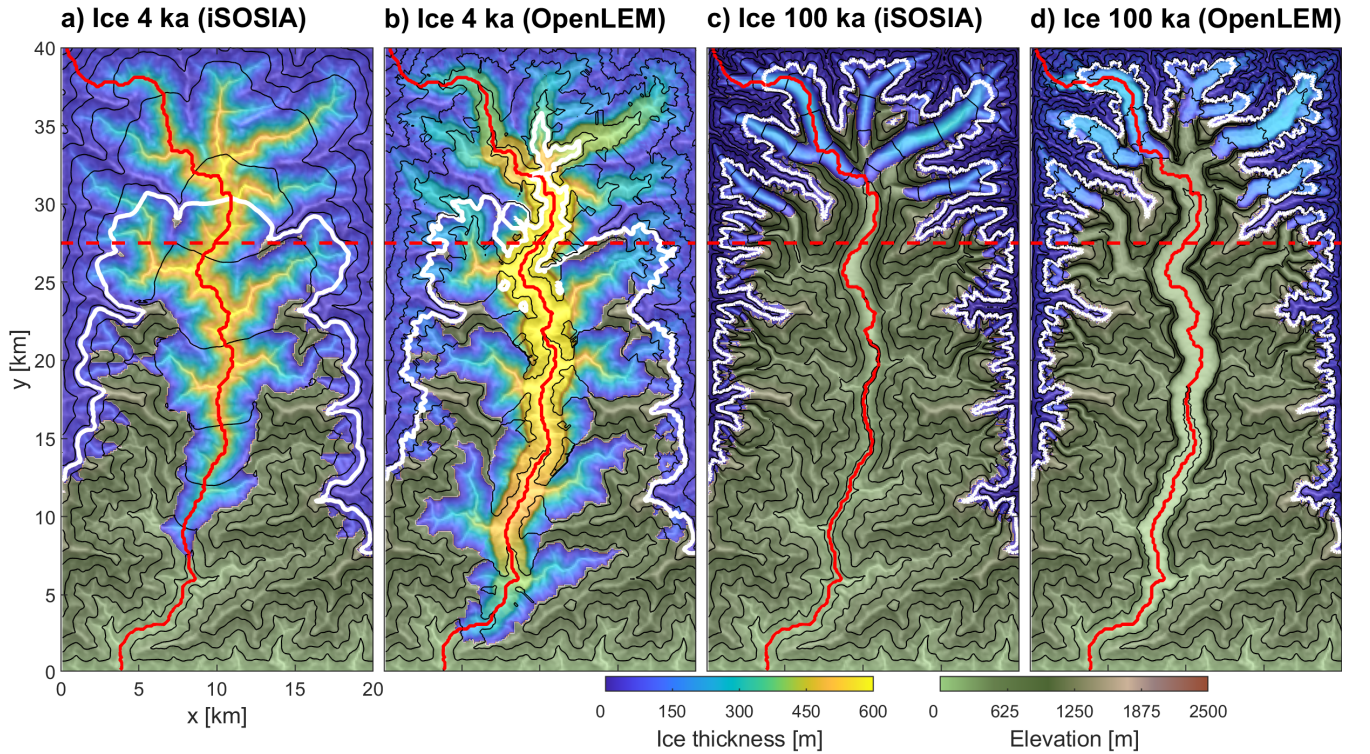 a) Ice 4 ka (iSOSIA) b) Ice 4 ka (OpenLEM) c) Ice 100 ka (iSOSIA) d) Ice 100 ka (OpenLEM)
40
35
30
25
20
15
10
5
0
y [km]
0 5 10 15 20
x [km]
0 150 300 450 600
Ice thickness [m]
0 625 1250 1875 2500
Elevation [m]